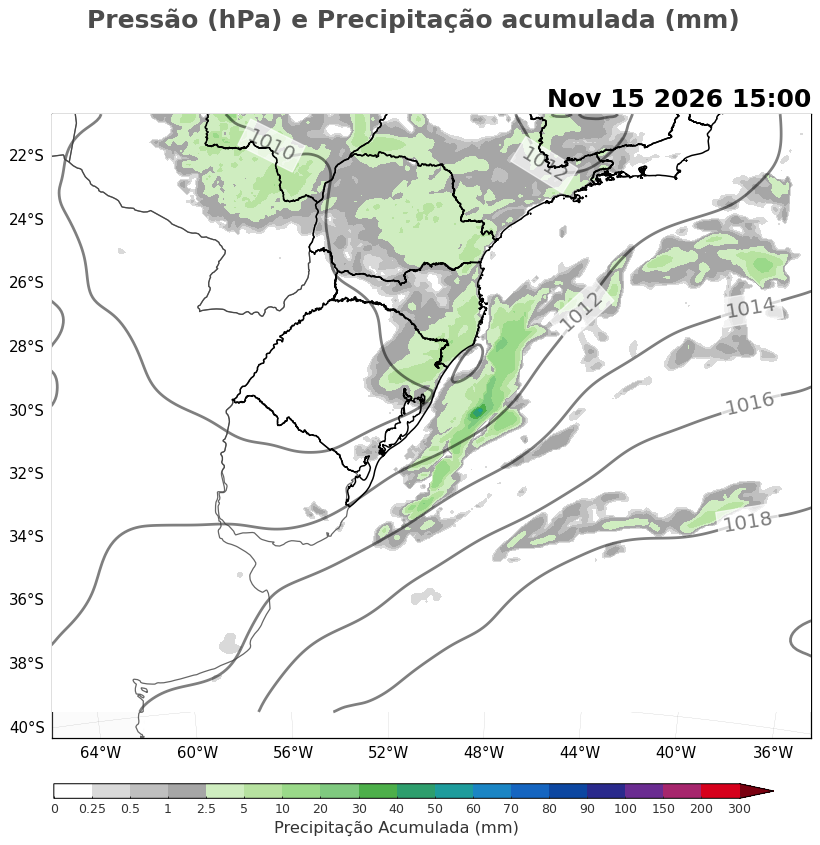 Pressão (hPa) e Precipitação acumulada (mm)
Nov 15 2026 15:00
1010
1012
1012
1014
1016
1018
22°S
24°S
26°S
28°S
30°S
32°S
34°S
36°S
38°S
40°S
64°W 60°W 56°W 52°W 48°W 44°W 40°W 36°W
0 0.25 0.5 1 2.5 5 10 20 30 40 50 60 70 80 90 100 150 200 300
Precipitação Acumulada (mm)